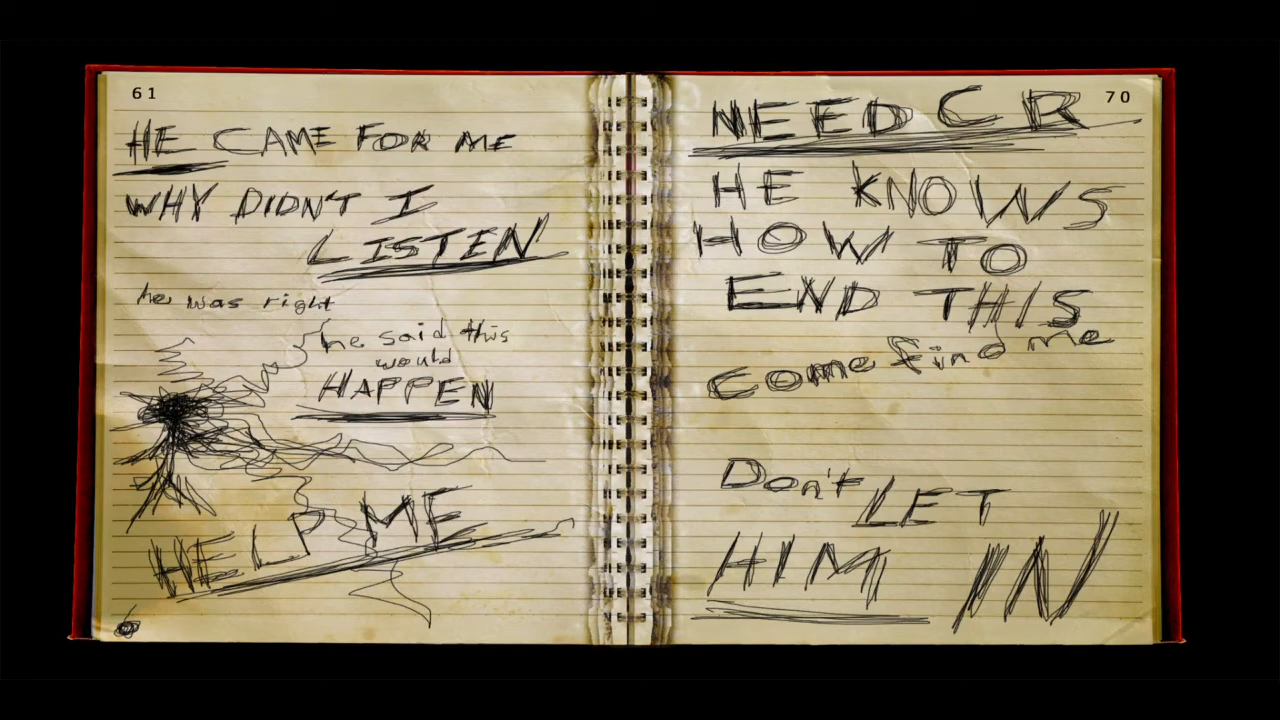 61
HE CAME FOR ME
WHY DIDN'T I
LISTEN
he was right
he said this
would
HAPPEN
HELP ME
70
NEED CR
HE KNOWS
HOW TO
END THIS
come find me
Don't LET
HIM IN